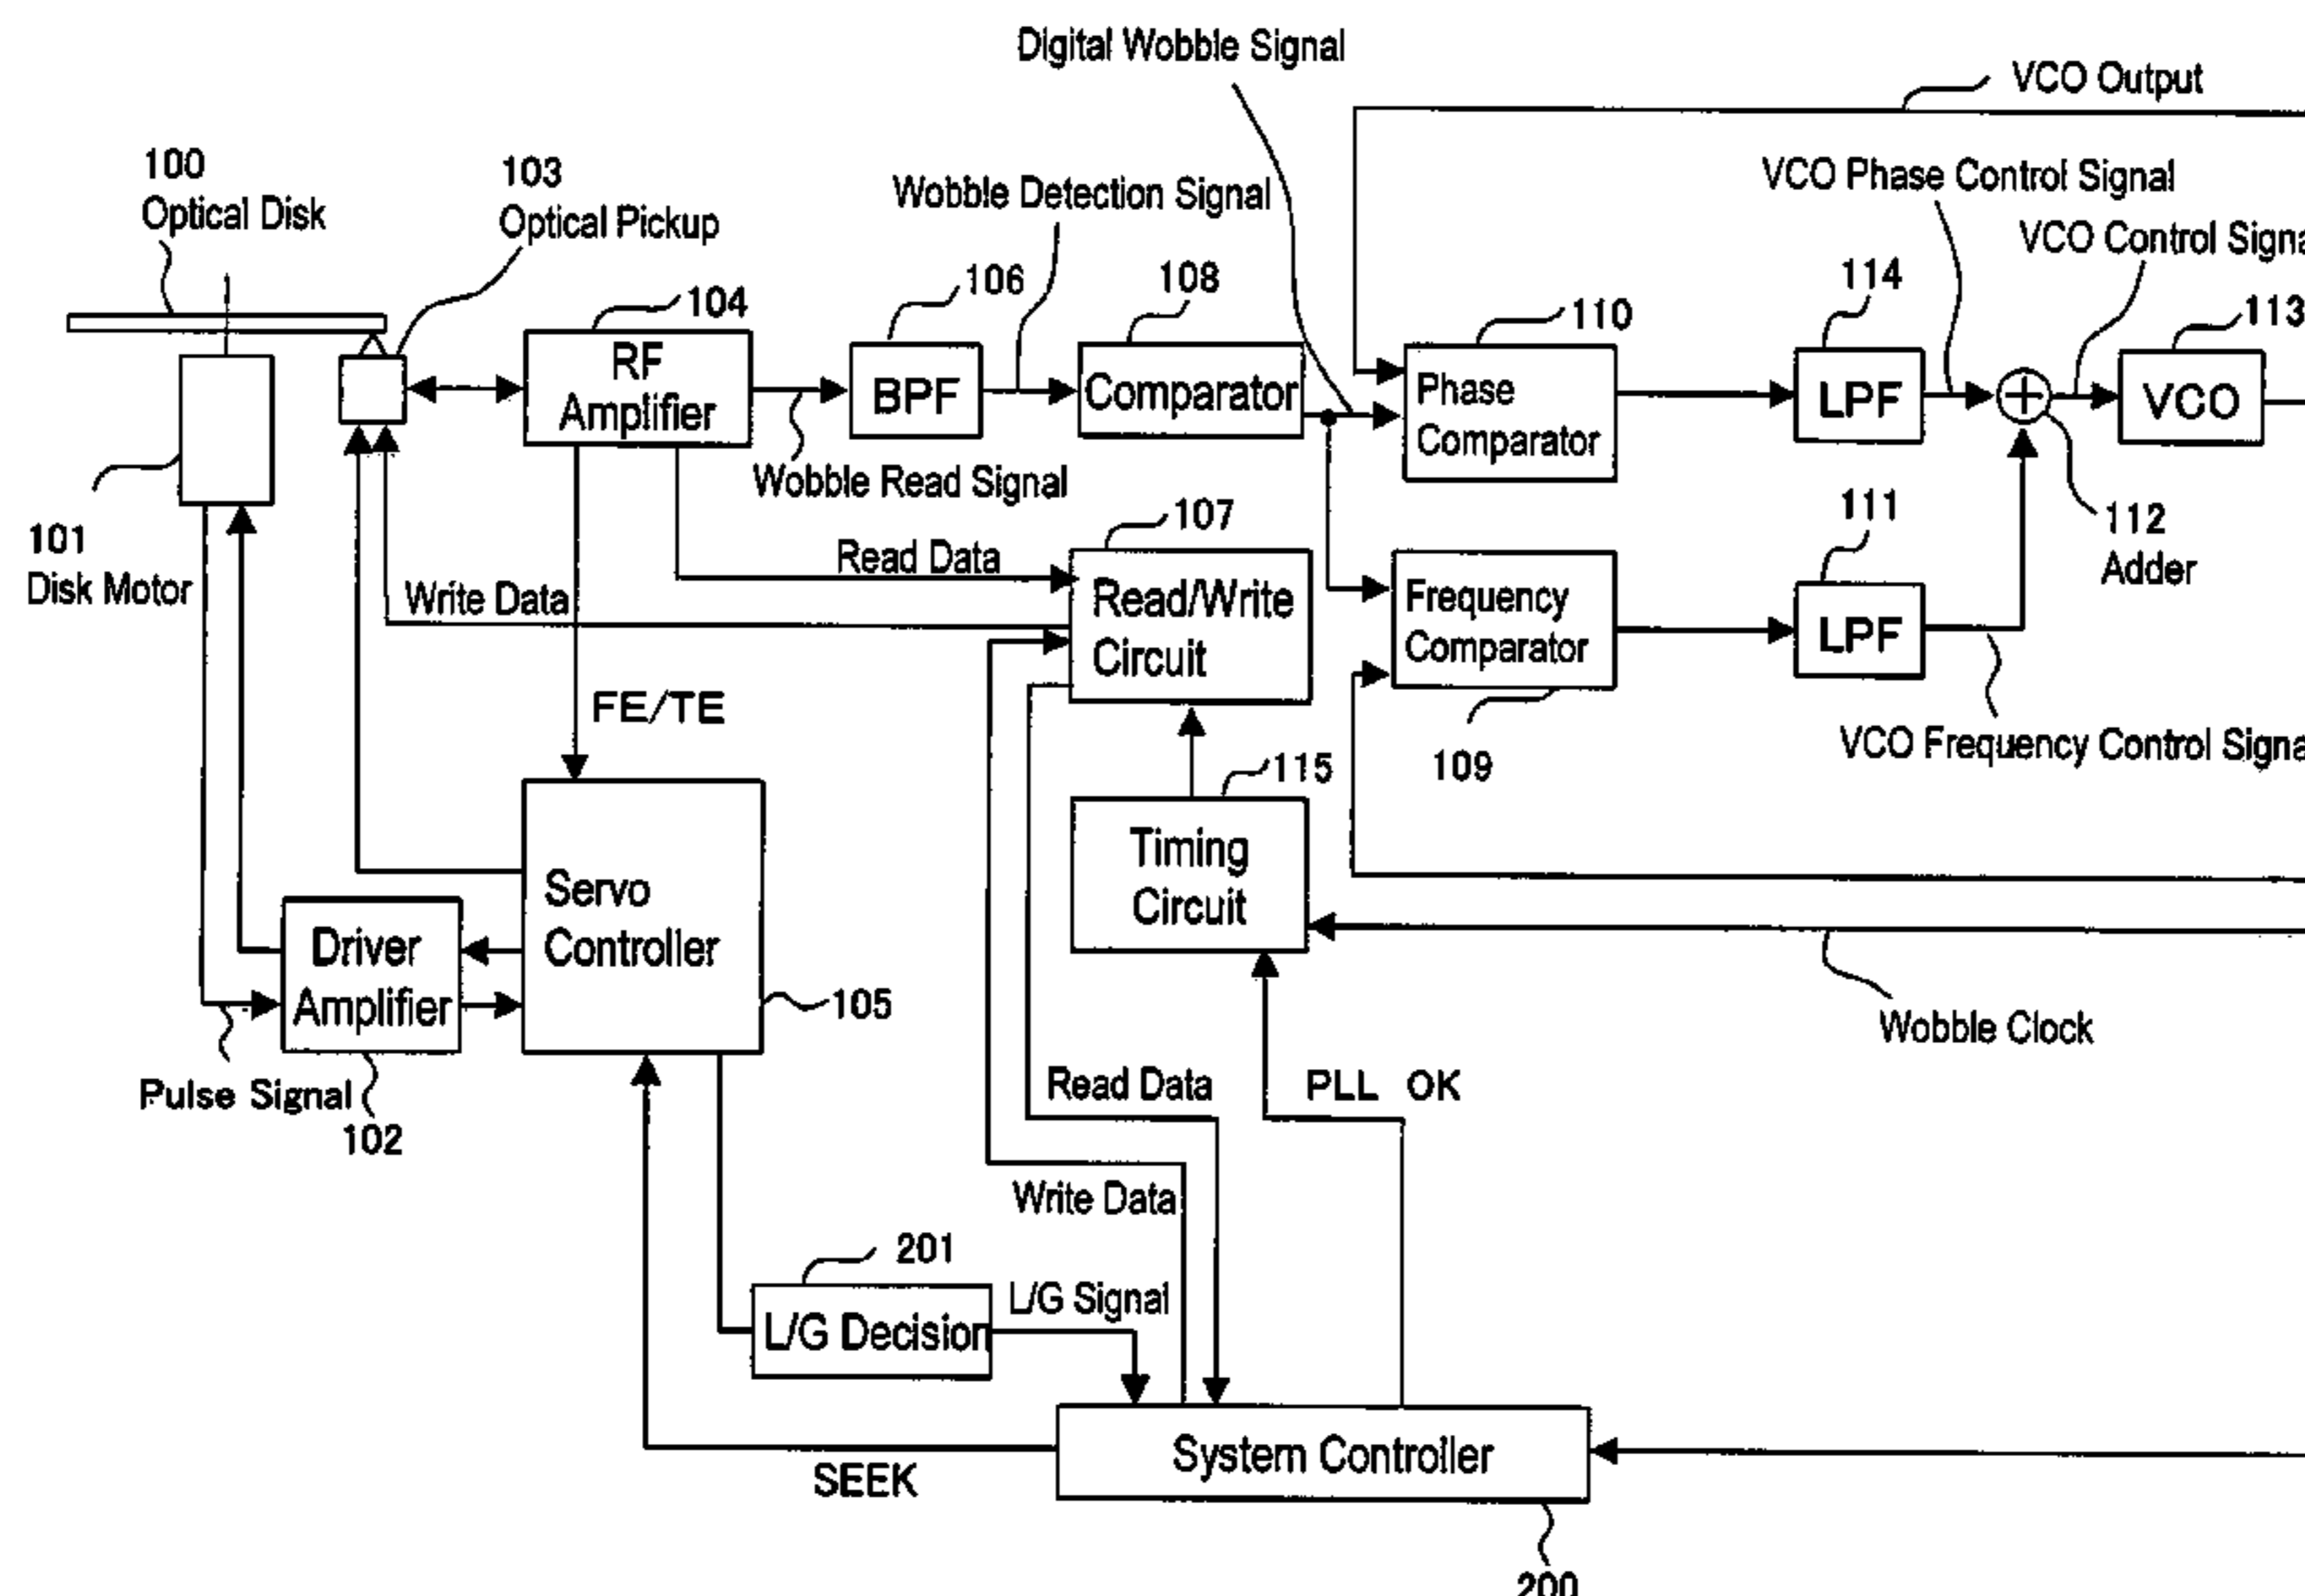 Digital Wobble Signal
VCO Output
100
Optical Disk
103
Optical Pickup
Wobble Detection Signal
VCO Phase Control Signal
VCO Control Signa
104
106
108
110
114
113
RF
Amplifier
BPF
Comparator
Phase
Comparator
LPF
VCO
Wobble Read Signal
101
Disk Motor
107
111
112
Adder
Read Data
Write Data
Read/Write
Circuit
Frequency
Comparator
LPF
FE/TE
109
VCO Frequency Control Signa
115
Timing
Circuit
Servo
Controller
Driver
Amplifier
105
Wobble Clock
Pulse Signal
102
Read Data
PLL OK
Write Data
201
L/G Signal
L/G Decision
System Controller
SEEK
200